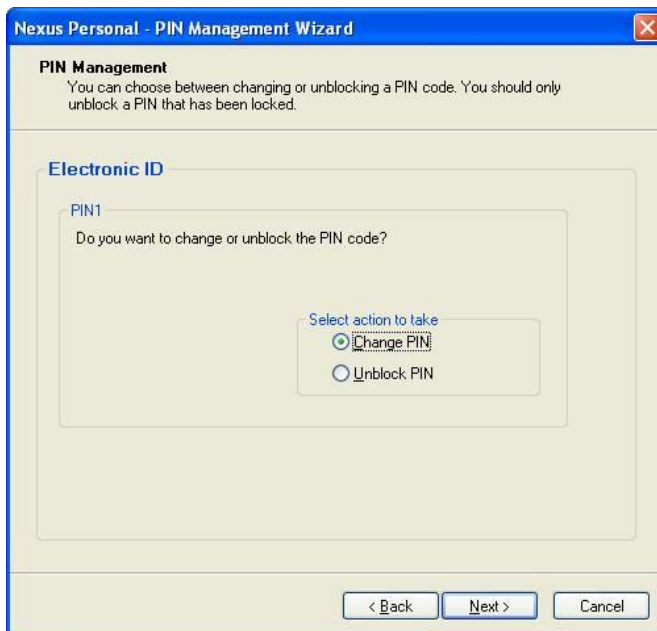 Nexus Personal - PIN Management Wizard
PIN Management
You can choose between changing or unblocking a PIN code. You should only
unblock a PIN that has been locked.
Electronic ID
PIN1
Do you want to change or unblock the PIN code?
Select action to take
Change PIN
Unblock PIN
< Back
Next >
Cancel